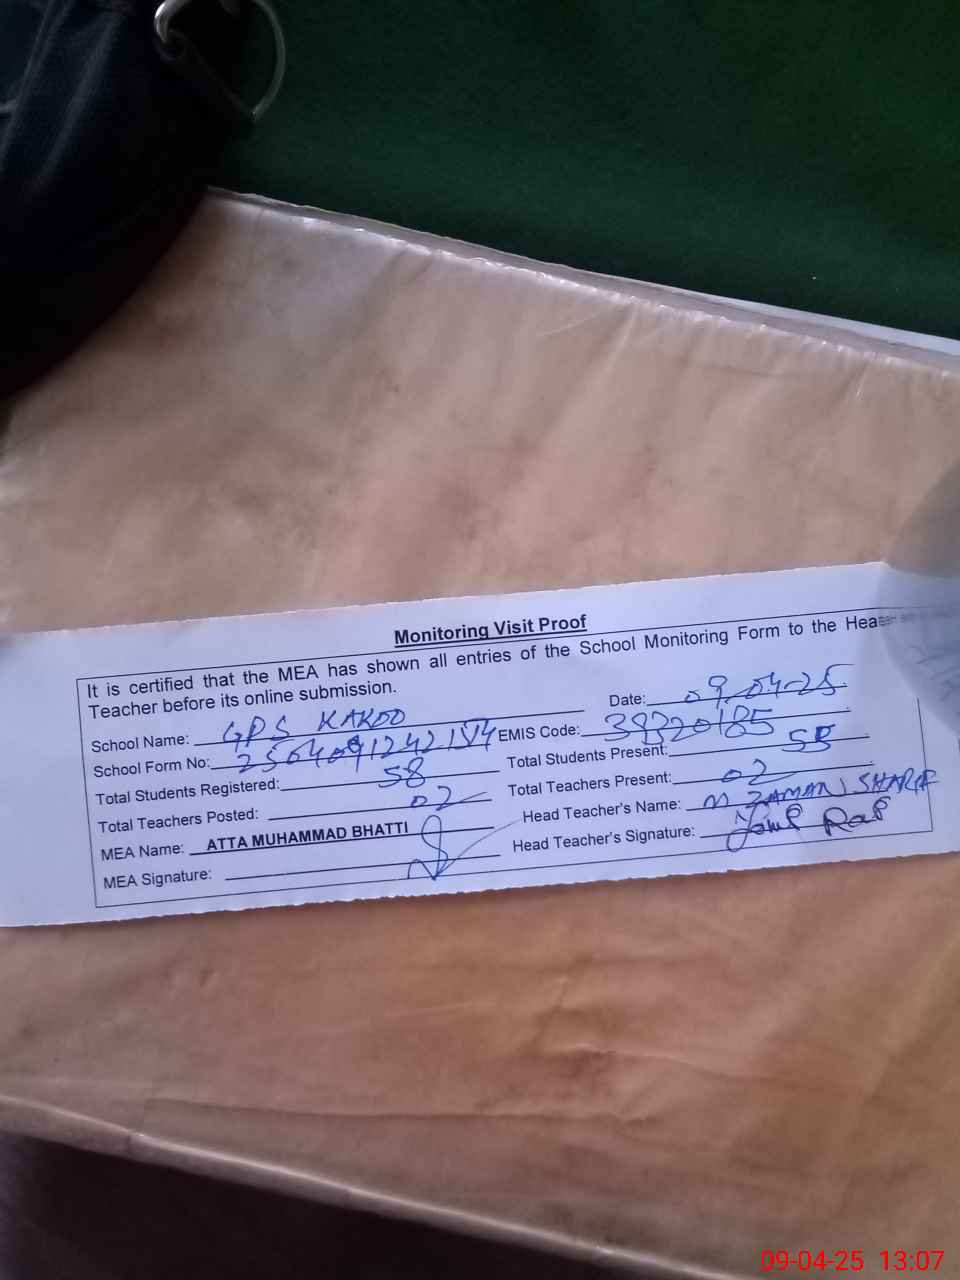 Monitoring Visit Proof
It is certified that the MEA has shown all entries of the School Monitoring Form to the Head
Teacher before its online submission.
School Name: GPS KAKOO Date: 09-04-25
School Form No: EMIS Code:
Total Students Registered: 58 Total Students Present: 55
Total Teachers Posted: 02 Total Teachers Present: 02
MEA Name: ATTA MUHAMMAD BHATTI Head Teacher's Name: M ZAMAN SHARIF
MEA Signature: Head Teacher's Signature:
09-04-25 13:07